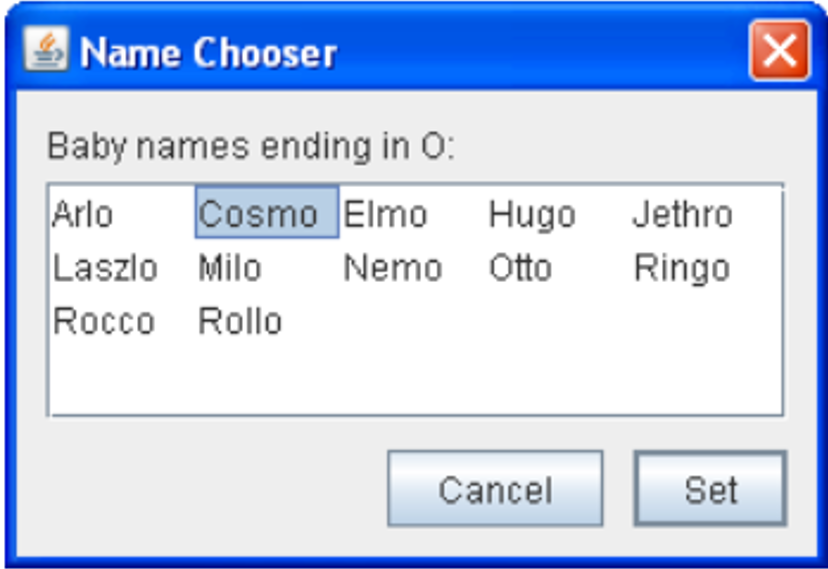 Name Chooser
Baby names ending in O:
Arlo Cosmo Elmo Hugo Jethro
Laszlo Milo Nemo Otto Ringo
Rocco Rollo
Cancel Set